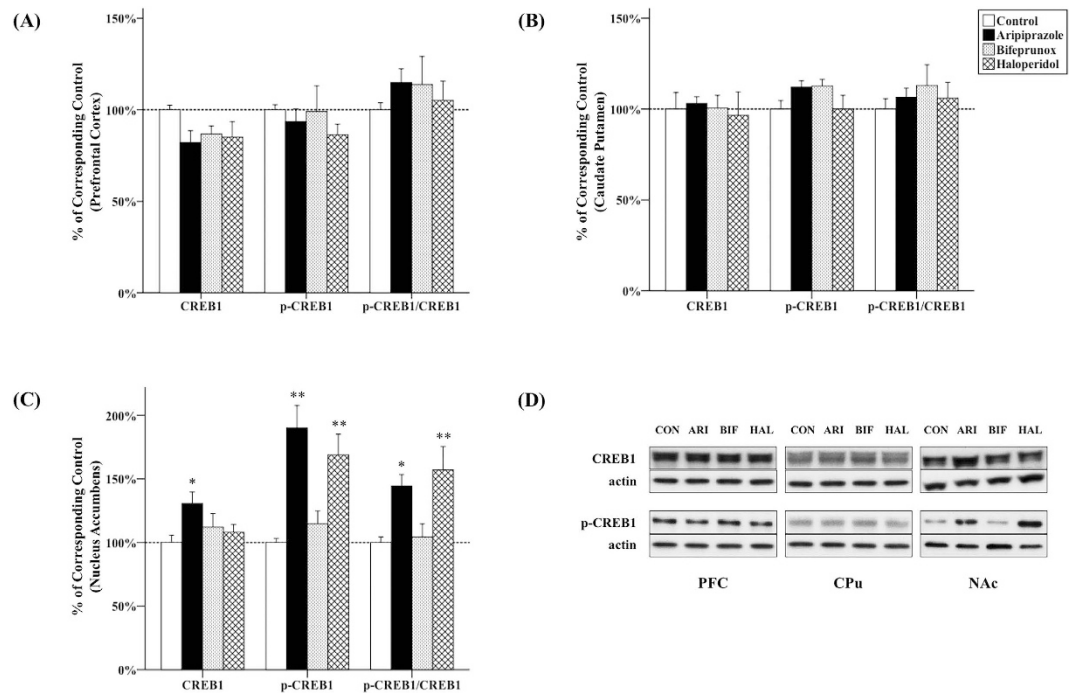 (A)
150%
100%
50%
0%
% of Corresponding Control
(Prefrontal Cortex)
CREB1 p-CREB1 p-CREB1/CREB1
(B)
150%
100%
50%
0%
% of Corresponding Control
(Caudate Putamen)
CREB1 p-CREB1 p-CREB1/CREB1
Control
Aripiprazole
Bifeprunox
Haloperidol
(C)
200%
150%
100%
50%
0%
% of Corresponding Control
(Nucleus Accumbens)
* ** ** * **
CREB1 p-CREB1 p-CREB1/CREB1
(D)
CON ARI BIF HAL CON ARI BIF HAL CON ARI BIF HAL
CREB1
actin
p-CREB1
actin
PFC CPu NAc